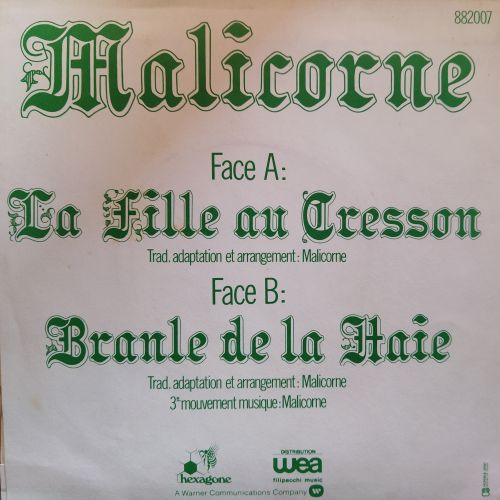 882007
Malicorne
Face A:
La Fille au Cresson
Trad. adaptation et arrangement: Malicorne
Face B:
Branle de la Haie
Trad. adaptation et arrangement: Malicorne
3e mouvement musique: Malicorne
hexagone
DISTRIBUTION
wea
filipacchi music
A Warner Communications Company